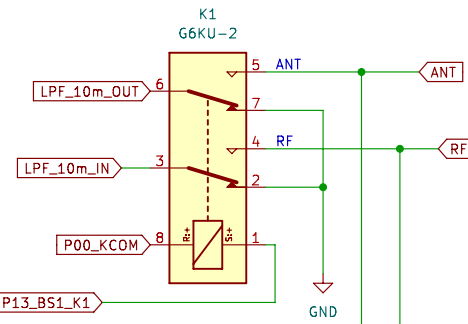 K1
G6KU-2
5 ANT
ANT
LPF_10m_OUT 6
7
4 RF
RF
LPF_10m_IN 3
2
P00_KCOM 8 R:+ S:+ 1
P13_BS1_K1
GND